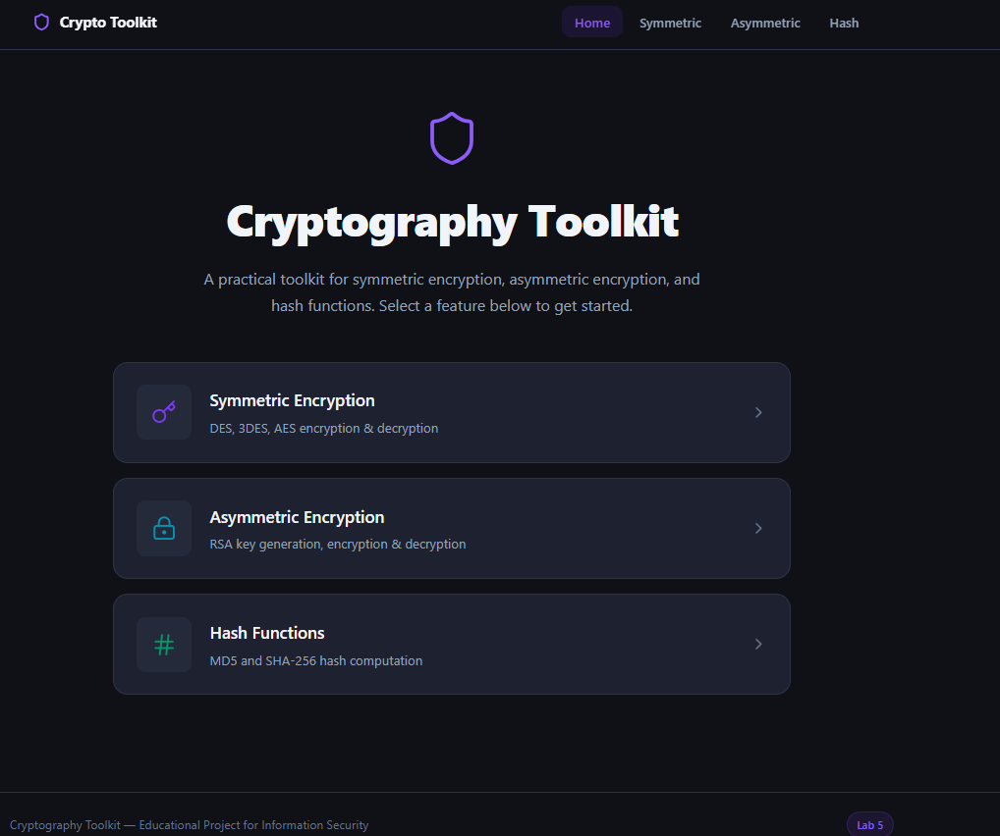 Crypto Toolkit
Home
Symmetric
Asymmetric
Hash
Cryptography Toolkit
A practical toolkit for symmetric encryption, asymmetric encryption, and
hash functions. Select a feature below to get started.
Symmetric Encryption
DES, 3DES, AES encryption & decryption
Asymmetric Encryption
RSA key generation, encryption & decryption
Hash Functions
MD5 and SHA-256 hash computation
Cryptography Toolkit — Educational Project for Information Security
Lab 5